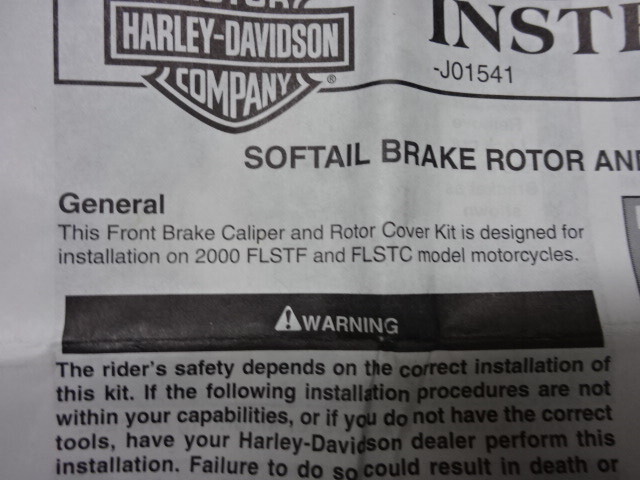 MOTOR
HARLEY-DAVIDSON
COMPANY
®
INST
-J01541
SOFTAIL BRAKE ROTOR AN
General
This Front Brake Caliper and Rotor Cover Kit is designed for
installation on 2000 FLSTF and FLSTC model motorcycles.
WARNING
The rider's safety depends on the correct installation of
this kit. If the following installation procedures are not
within your capabilities, or if you do not have the correct
tools, have your Harley-Davidson dealer perform this
installation. Failure to do so could result in death or